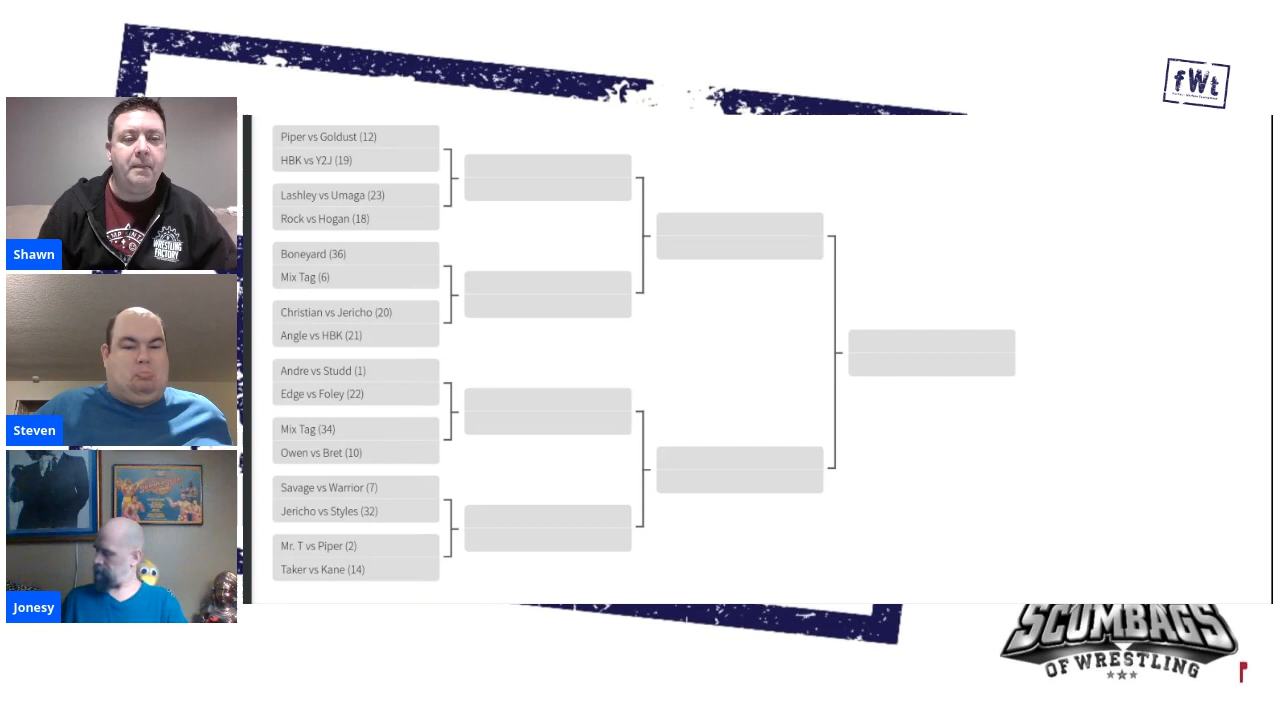 fWt
Shawn
WRESTLING
FACTORY
Steven
Jonesy
Piper vs Goldust (12)
HBK vs Y2J (19)
Lashley vs Umaga (23)
Rock vs Hogan (18)
Boneyard (36)
Mix Tag (6)
Christian vs Jericho (20)
Angle vs HBK (21)
Andre vs Studd (1)
Edge vs Foley (22)
Mix Tag (34)
Owen vs Bret (10)
Savage vs Warrior (7)
Jericho vs Styles (32)
Mr. T vs Piper (2)
Taker vs Kane (14)
SCUMBAGS
OF WRESTLING